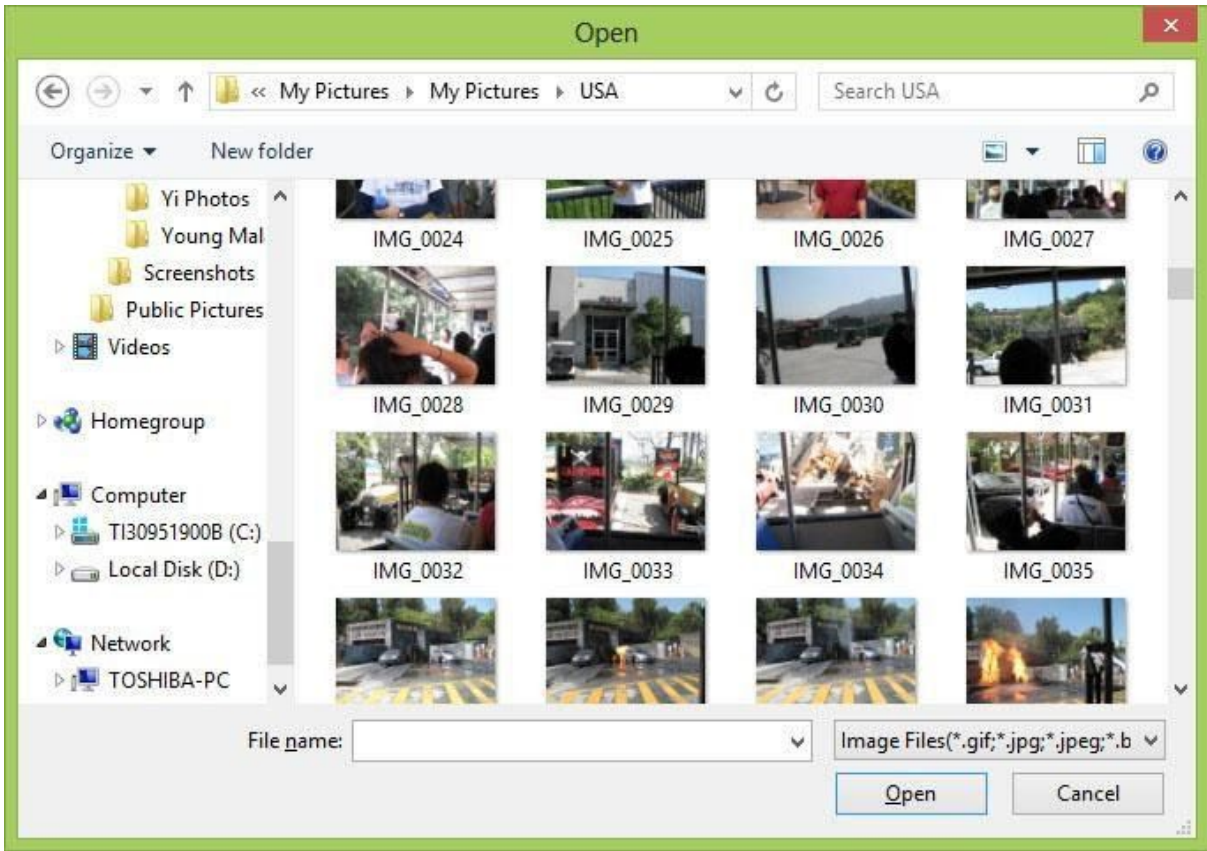 Open
« My Pictures My Pictures USA
Search USA
Organize New folder
Yi Photos
Young Mal
Screenshots
Public Pictures
Videos
Homegroup
Computer
TI30951900B (C:)
Local Disk (D:)
Network
TOSHIBA-PC
IMG_0024 IMG_0025 IMG_0026 IMG_0027
IMG_0028 IMG_0029 IMG_0030 IMG_0031
IMG_0032 IMG_0033 IMG_0034 IMG_0035
File name:
Image Files(*.gif;*.jpg;*.jpeg;*.b
Open Cancel